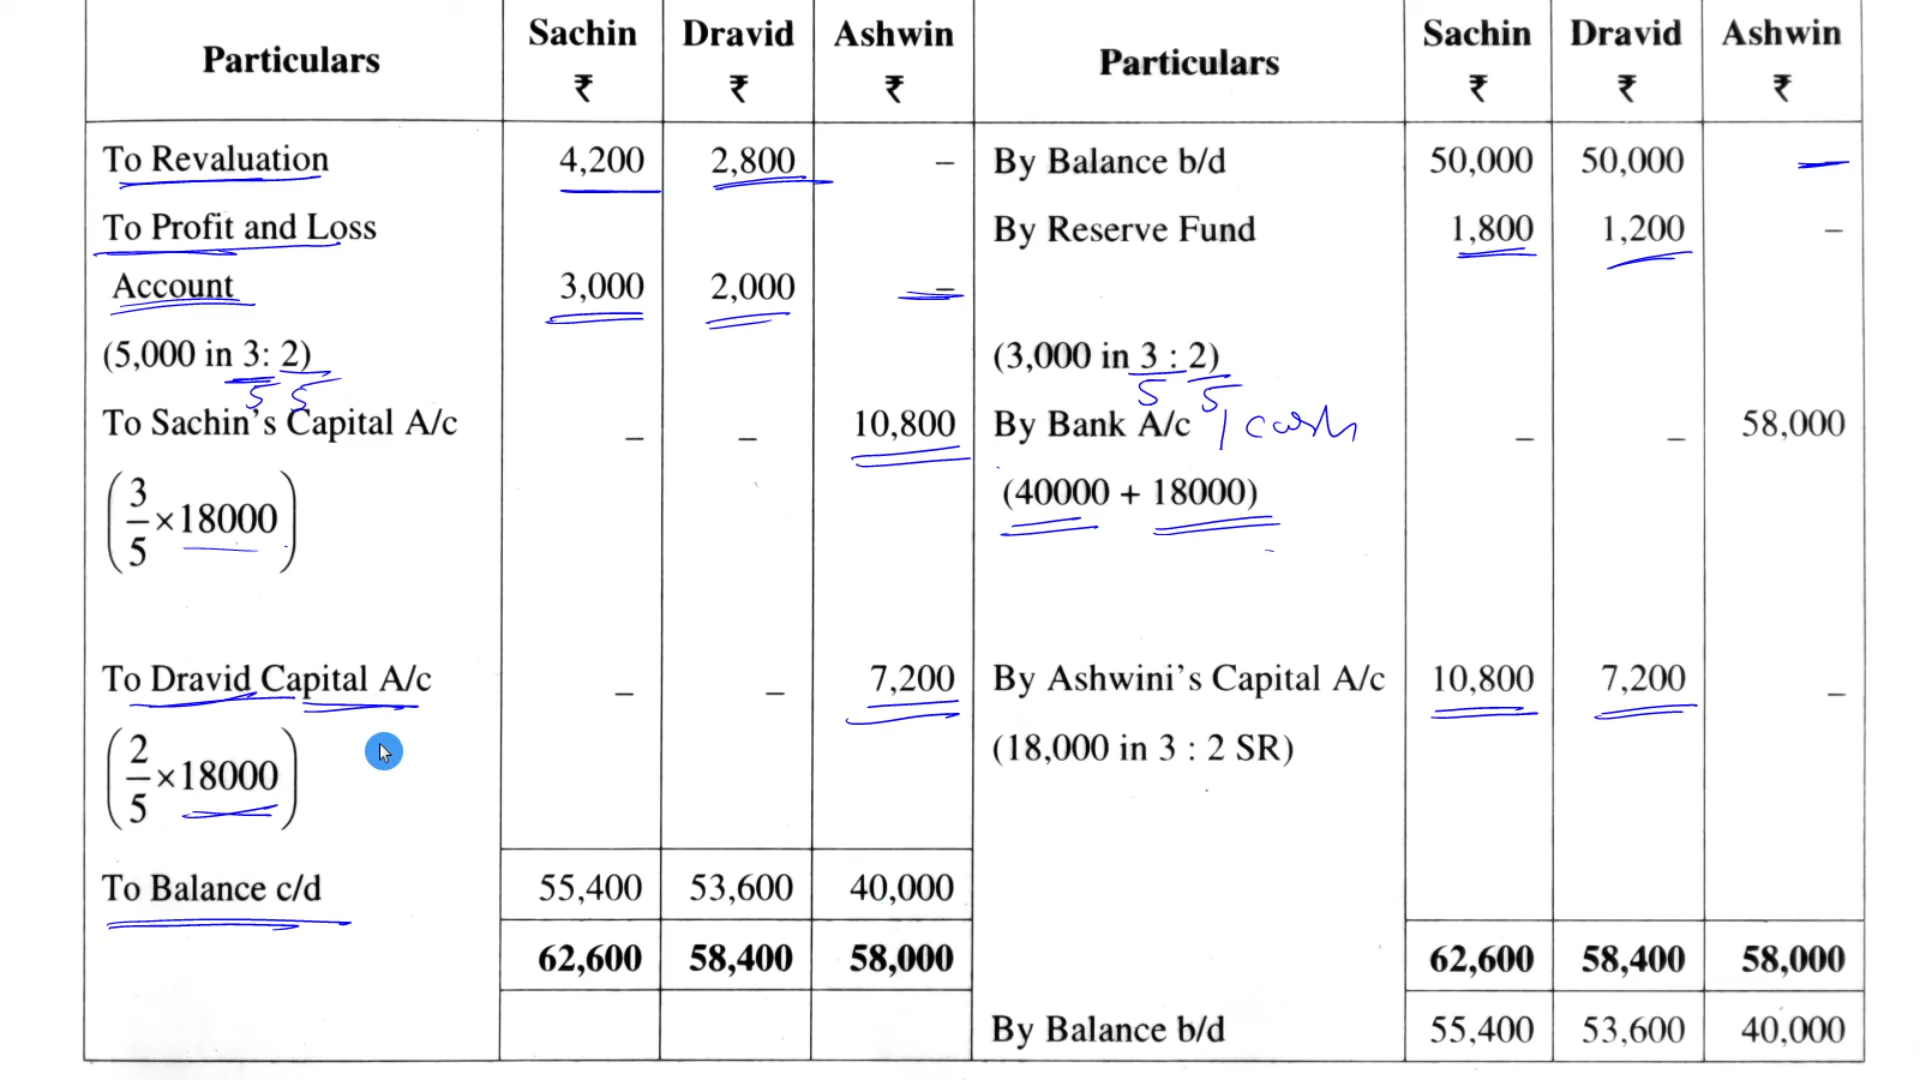 Particulars Sachin Dravid Ashwin Particulars Sachin Dravid Ashwin
₹ ₹ ₹ ₹ ₹ ₹
To Revaluation 4,200 2,800 – By Balance b/d 50,000 50,000 –
To Profit and Loss By Reserve Fund 1,800 1,200 –
Account 3,000 2,000 –
(5,000 in 3: 2) (3,000 in 3 : 2)
5 5 5 5
To Sachin's Capital A/c – – 10,800 By Bank A/c / cash – – 58,000
(3/5 × 18000) (40000 + 18000)
To Dravid Capital A/c – – 7,200 By Ashwini's Capital A/c 10,800 7,200 –
(2/5 × 18000) (18,000 in 3 : 2 SR)
To Balance c/d 55,400 53,600 40,000
62,600 58,400 58,000 62,600 58,400 58,000
By Balance b/d 55,400 53,600 40,000